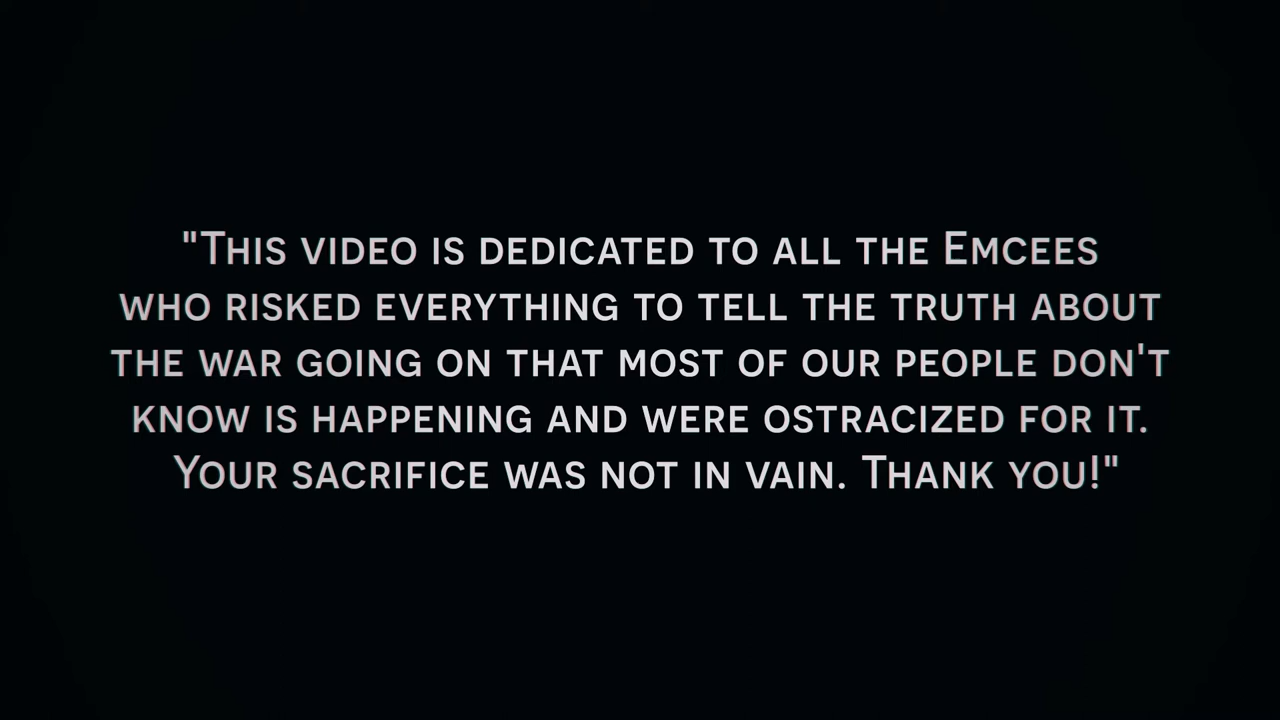 "This video is dedicated to all the Emcees
who risked everything to tell the truth about
the war going on that most of our people don't
know is happening and were ostracized for it.
Your sacrifice was not in vain. Thank you!"